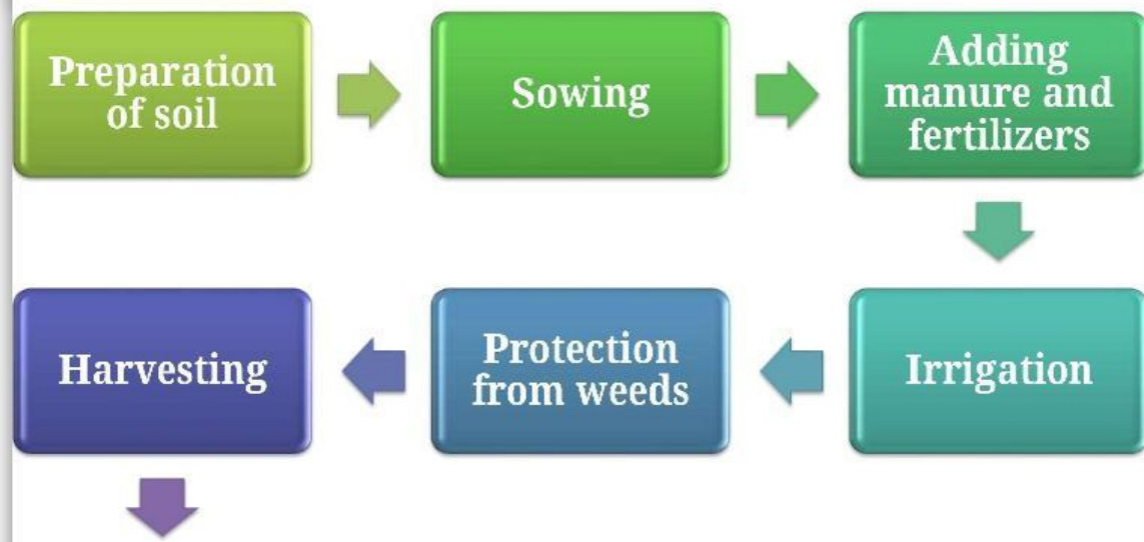 Preparation
of soil
Sowing
Adding
manure and
fertilizers
Irrigation
Protection
from weeds
Harvesting